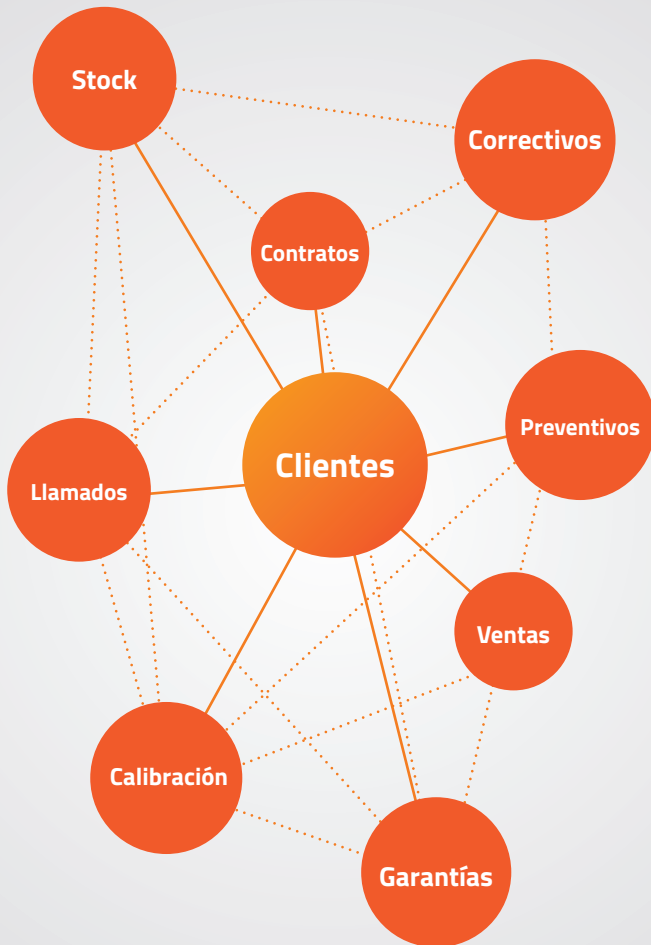 Stock
Correctivos
Contratos
Preventivos
Clientes
Llamados
Ventas
Calibración
Garantías